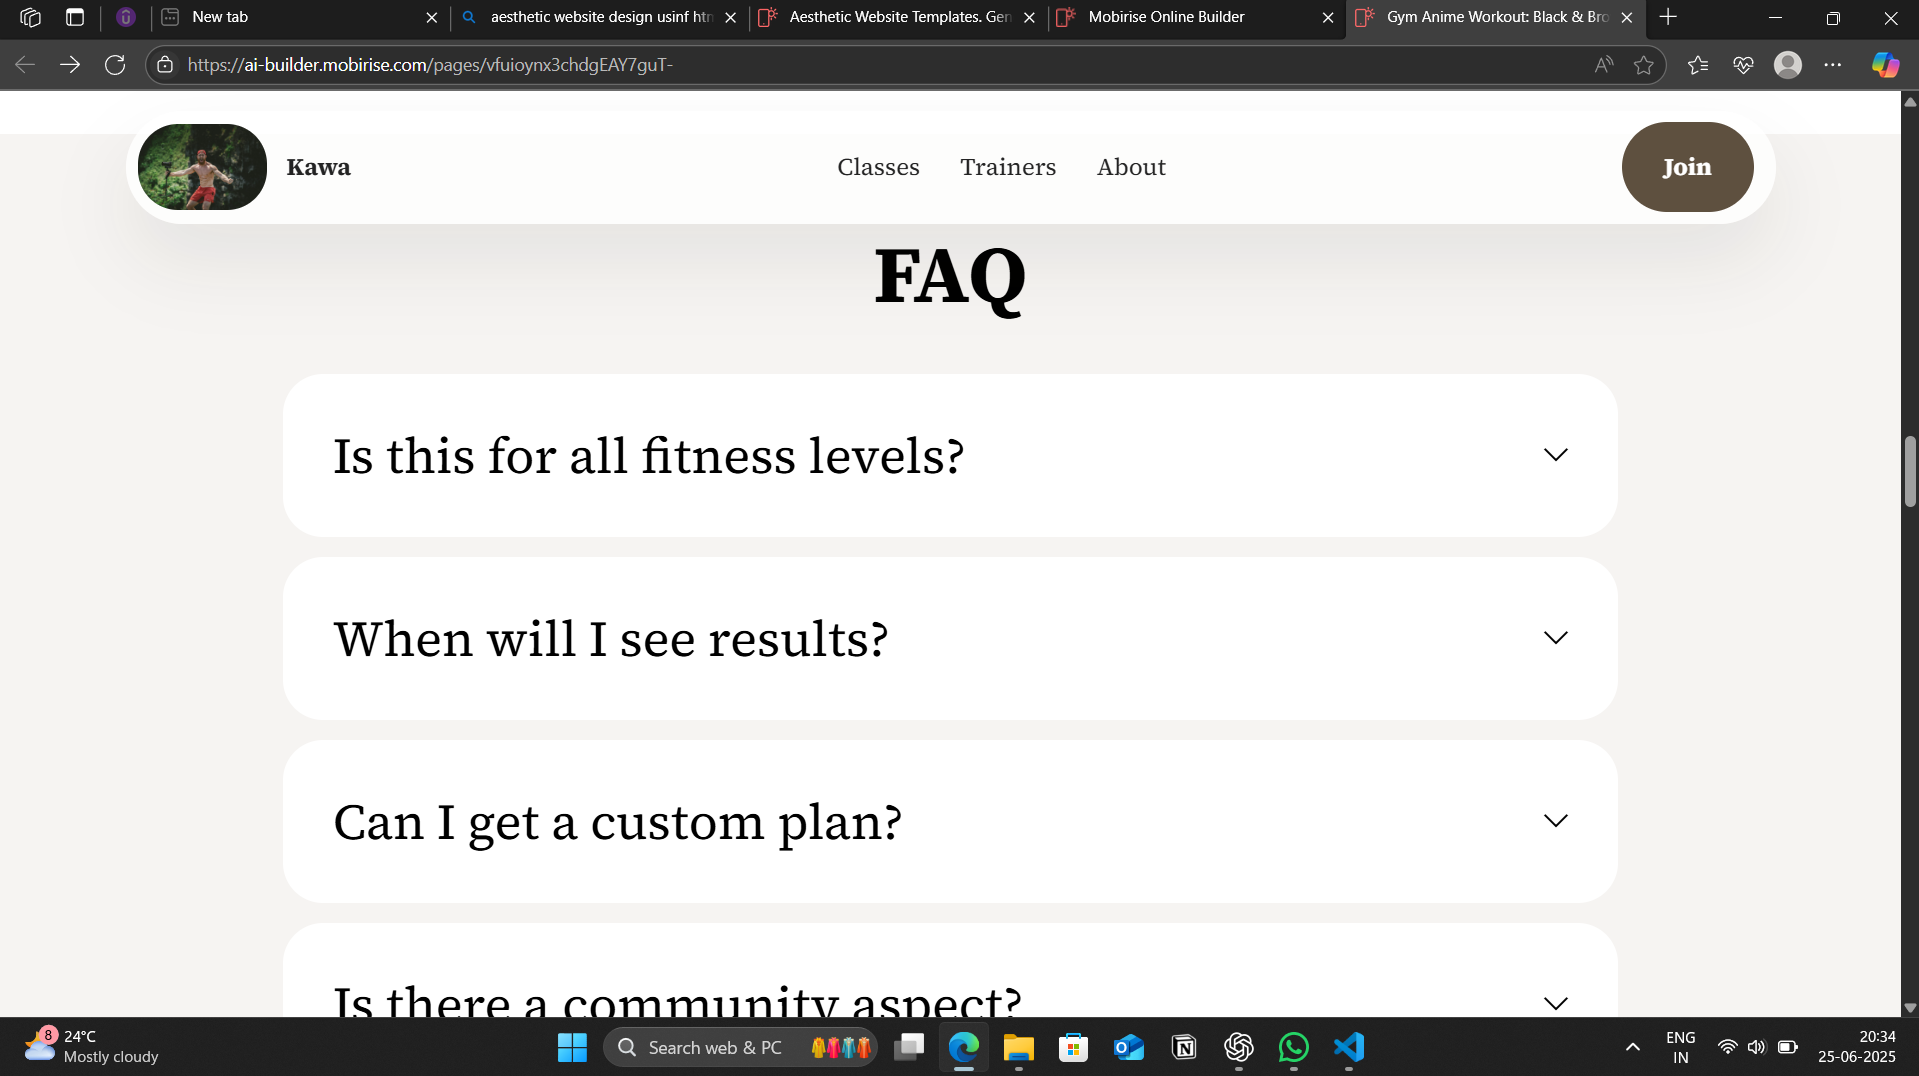 New tab
aesthetic website design usinf htm
Aesthetic Website Templates. Gen
Mobirise Online Builder
Gym Anime Workout: Black & Bro
https://ai-builder.mobirise.com/pages/vfuioynx3chdgEAY7guT-
Kawa
Classes
Trainers
About
Join
FAQ
Is this for all fitness levels?
When will I see results?
Can I get a custom plan?
Is there a community aspect?
8
24°C
Mostly cloudy
Search web & PC
ENG
IN
20:34
25-06-2025